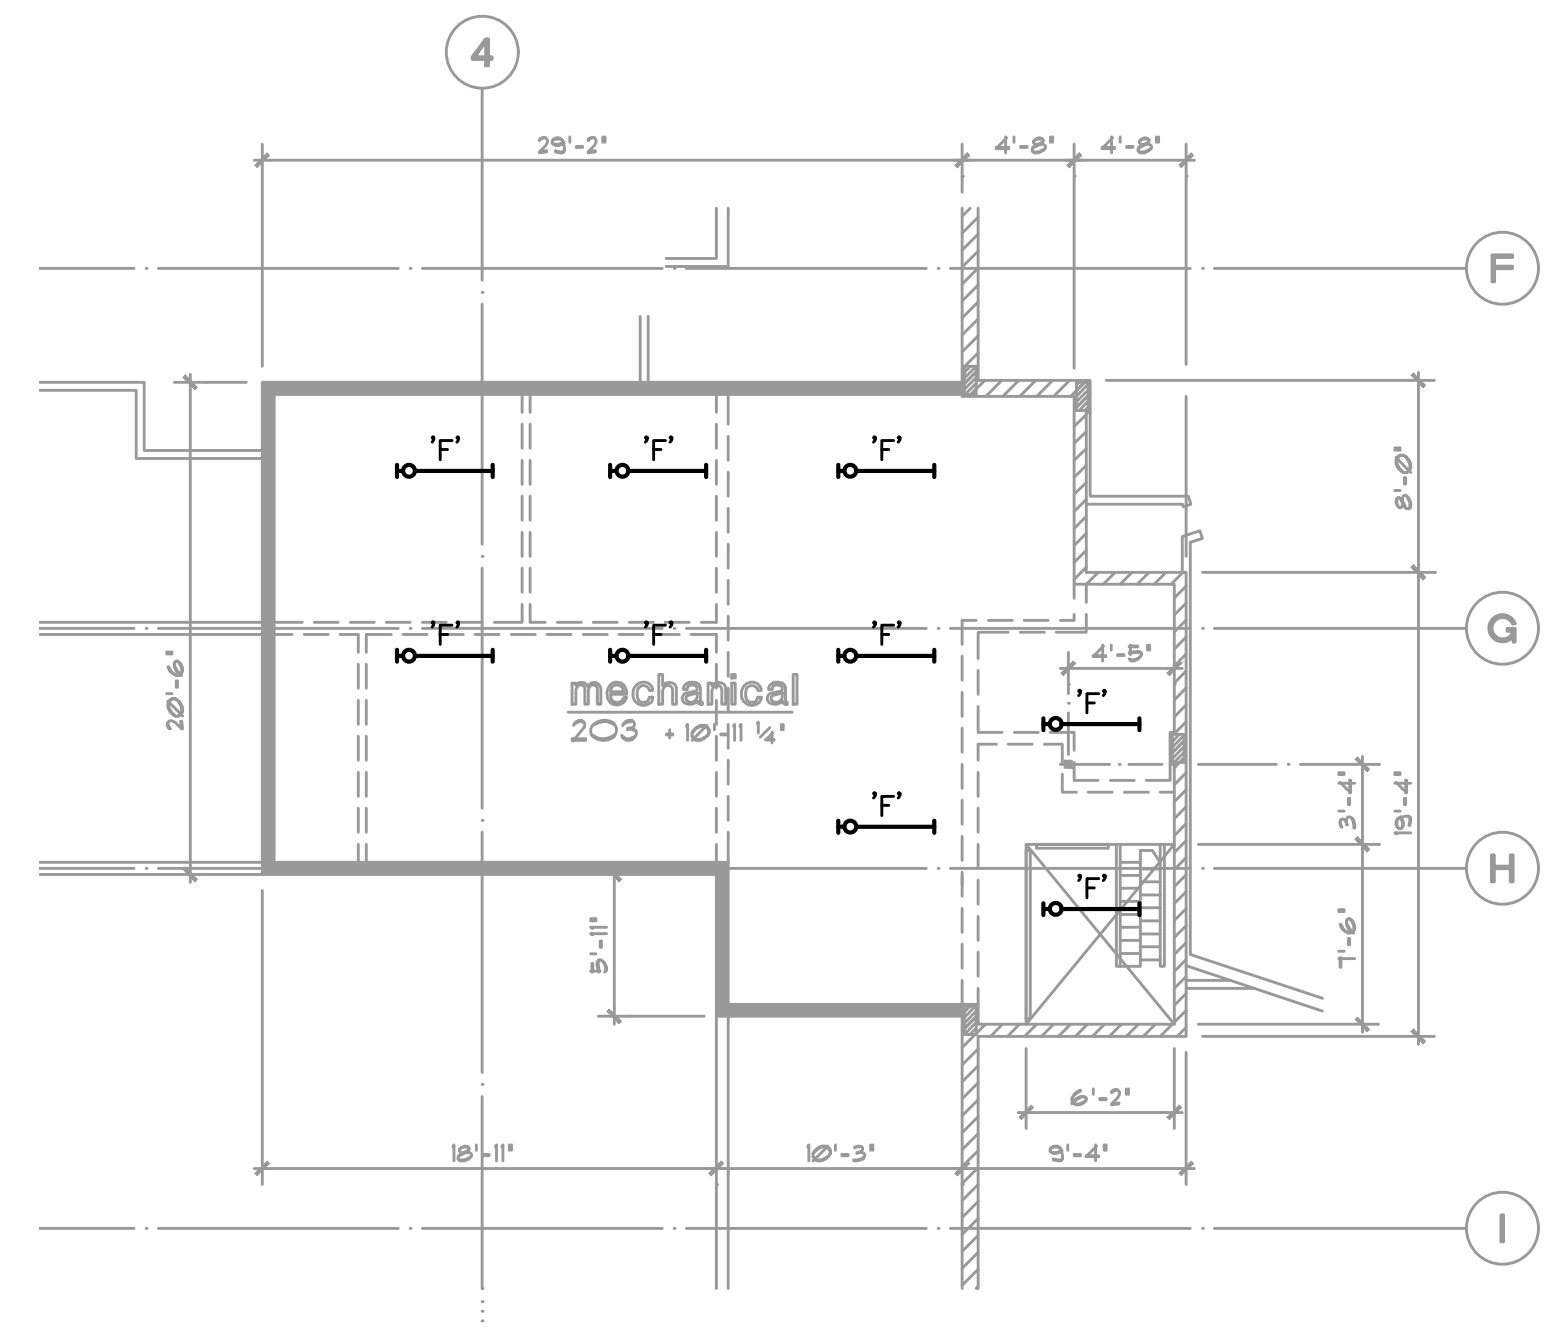 4
29'-2"
4'-8"
4'-8"
F
'F'
'F'
'F'
8'-0"
'F'
'F'
'F'
G
4'-5"
20'-6"
mechanical
203 + 10'-11 ¼"
'F'
3'-4"
19'-4"
'F'
H
'F'
5'-11"
7'-6"
6'-2"
18'-11"
10'-3"
9'-4"
I